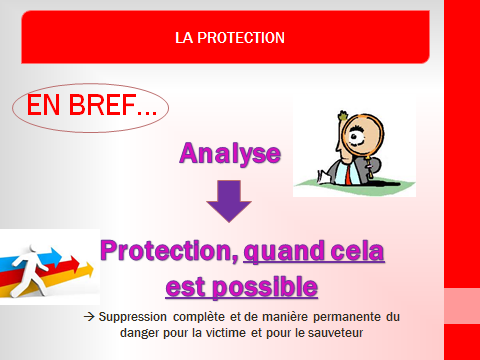 LA PROTECTION
EN BREF...
Analyse
Protection, quand cela
est possible
→ Suppression complète et de manière permanente du
danger pour la victime et pour le sauveteur